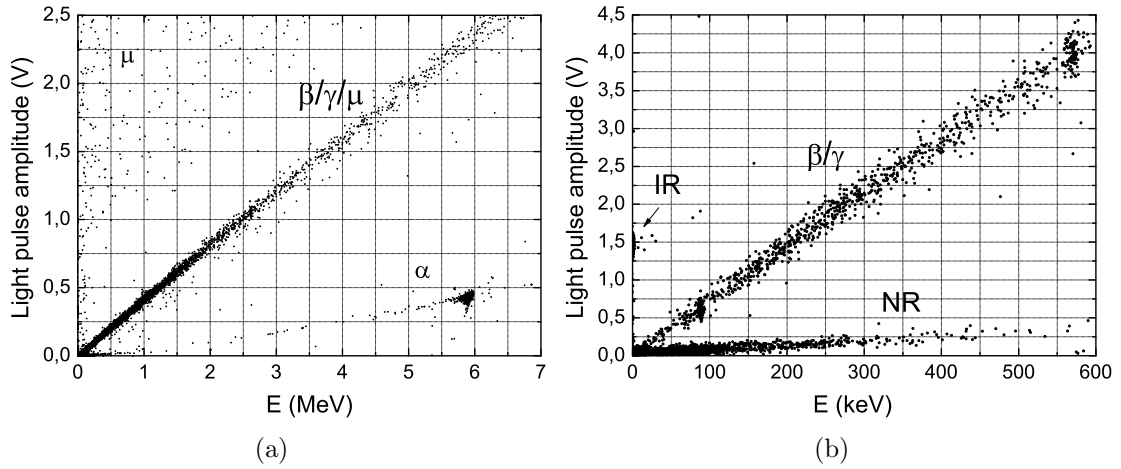 2,5
2,0
1,5
1,0
0,5
0,0
0 1 2 3 4 5 6 7
Light pulse amplitude (V)
E (MeV)
μ
β/γ/μ
α
(a)
4,5
4,0
3,5
3,0
2,5
2,0
1,5
1,0
0,5
0,0
100 200 300 400 500 600
Light pulse amplitude (V)
E (keV)
β/γ
IR
NR
(b)